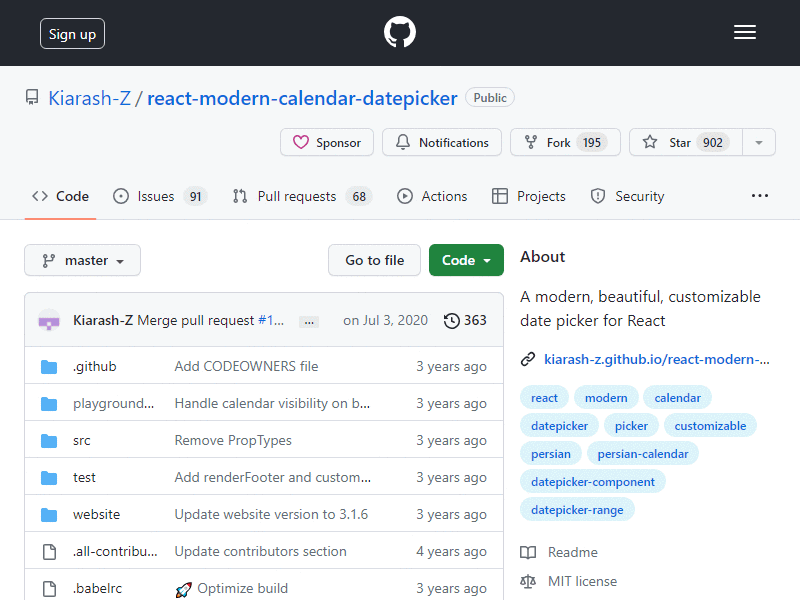 Sign up
Kiarash-Z / react-modern-calendar-datepicker Public
Sponsor Notifications Fork 195 Star 902
Code Issues 91 Pull requests 68 Actions Projects Security ...
master Go to file Code
Kiarash-Z Merge pull request #1... ... on Jul 3, 2020 363
.github Add CODEOWNERS file 3 years ago
playground... Handle calendar visibility on b... 3 years ago
src Remove PropTypes 3 years ago
test Add renderFooter and custom... 3 years ago
website Update website version to 3.1.6 3 years ago
.all-contribu... Update contributors section 4 years ago
.babelrc 🚀 Optimize build 3 years ago
About
A modern, beautiful, customizable
date picker for React
kiarash-z.github.io/react-modern-...
react modern calendar
datepicker picker customizable
persian persian-calendar
datepicker-component
datepicker-range
Readme
MIT license